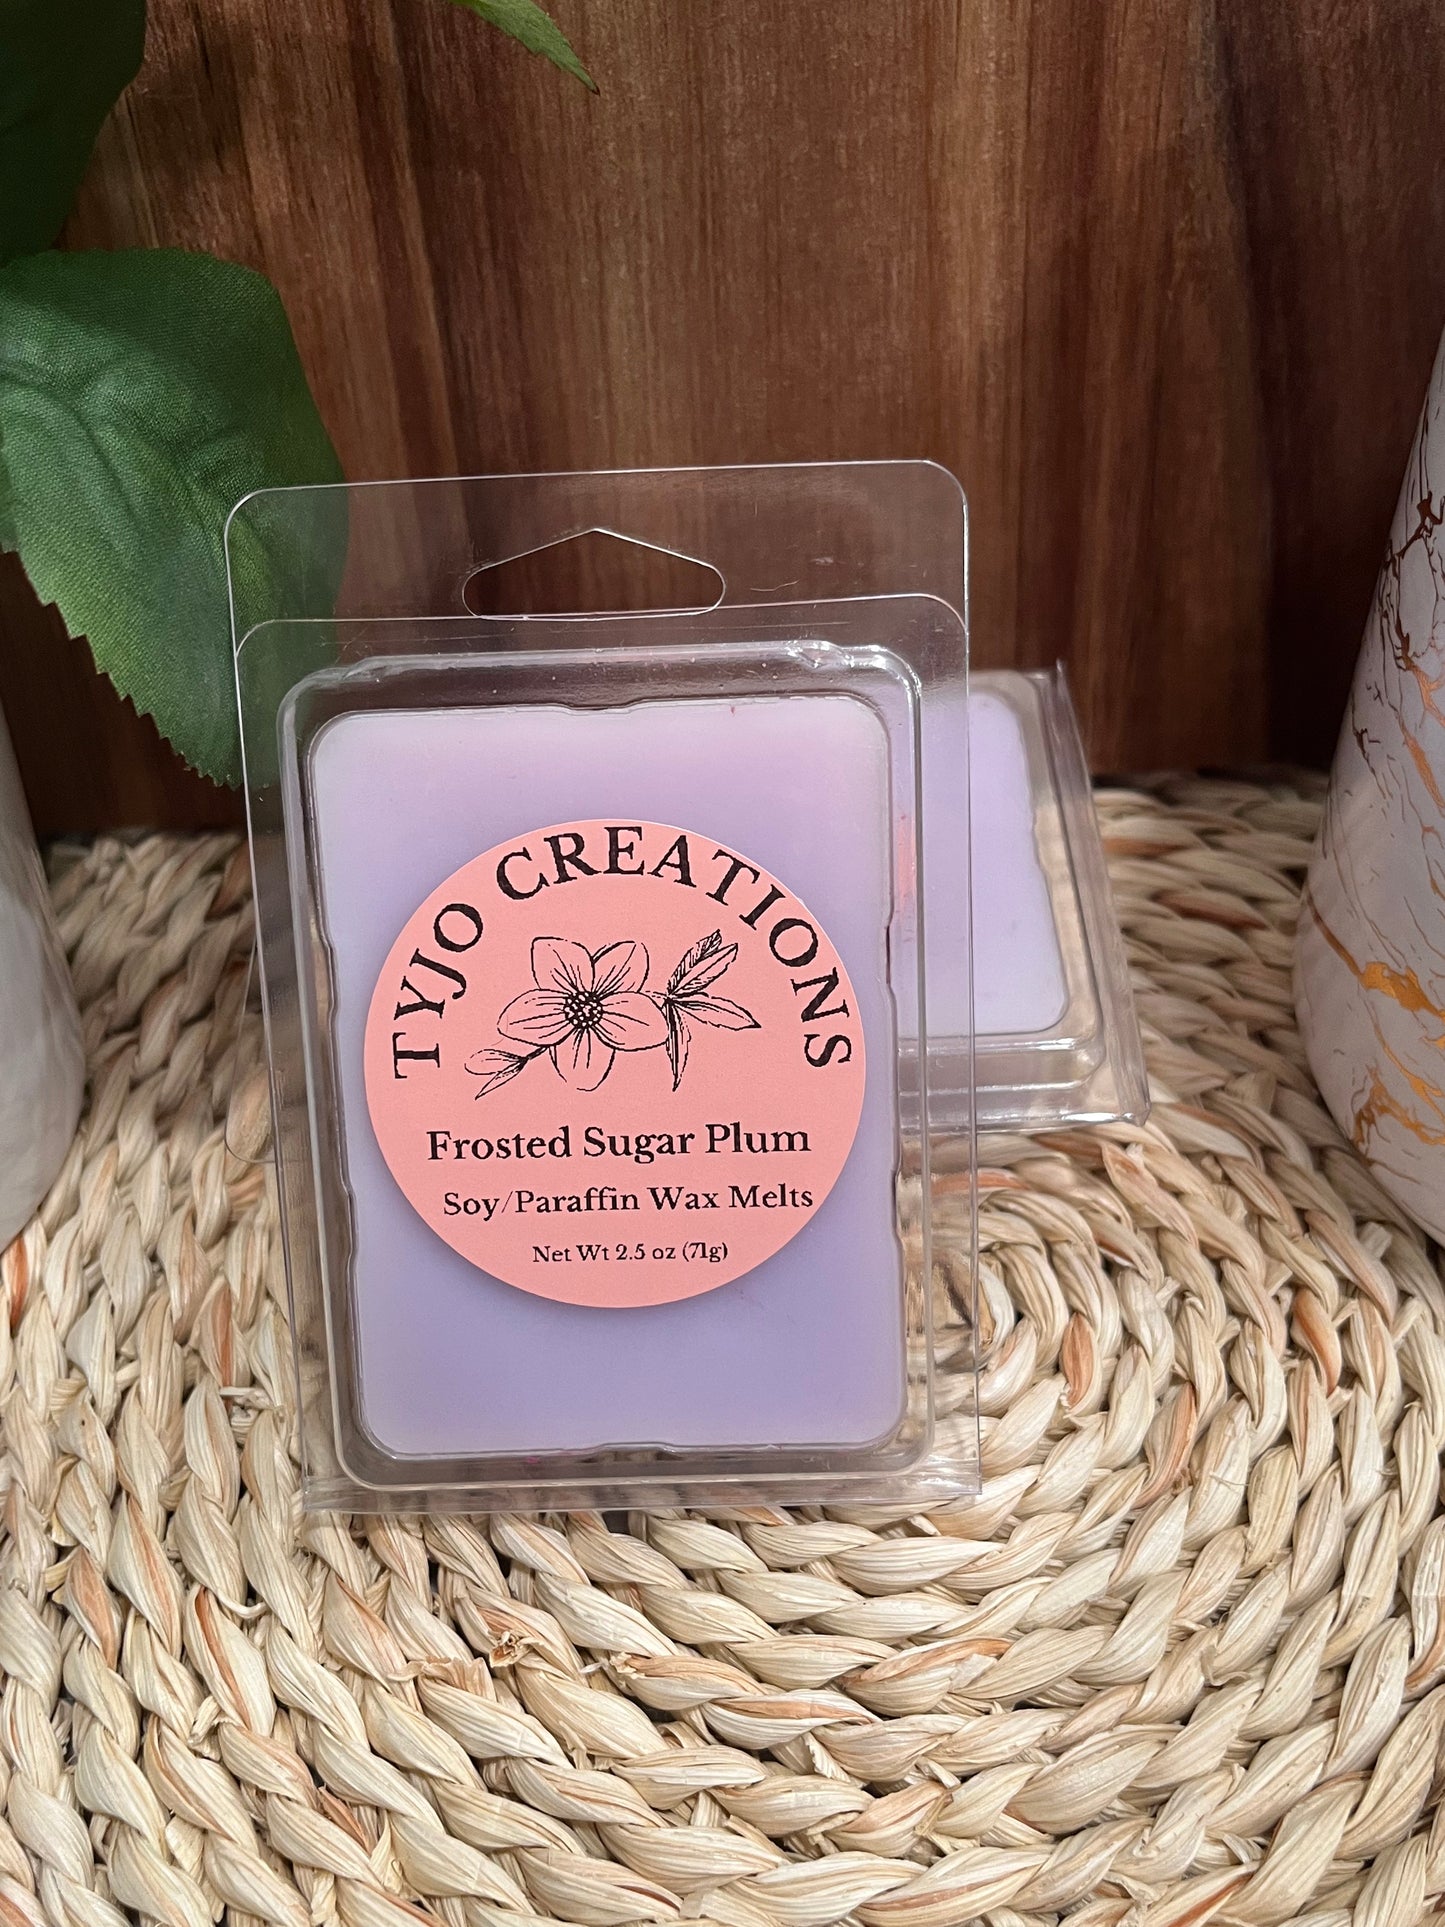 TYJO CREATIONS
Frosted Sugar Plum
Soy/Paraffin Wax Melts
Net Wt 2.5 oz (71g)